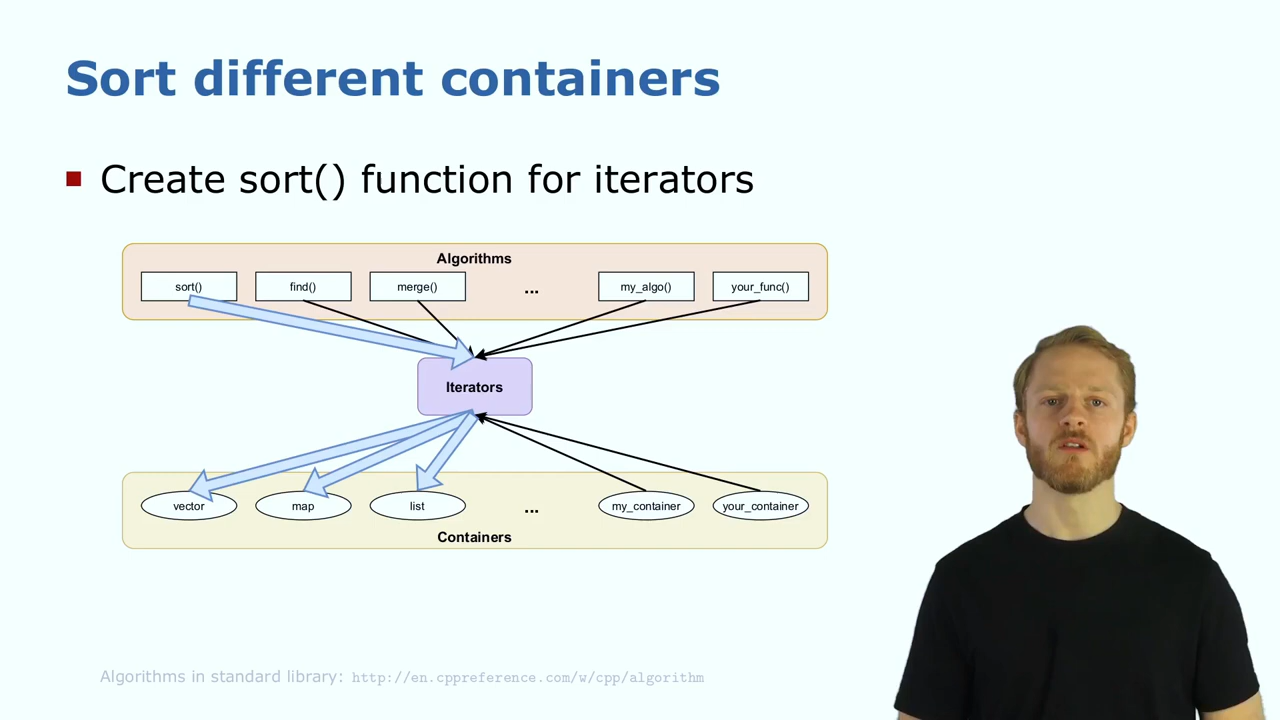 Sort different containers
Create sort() function for iterators
Algorithms
sort() find() merge() ... my_algo() your_func()
Iterators
vector map list ... my_container your_container
Containers
Algorithms in standard library: http://en.cppreference.com/w/cpp/algorithm